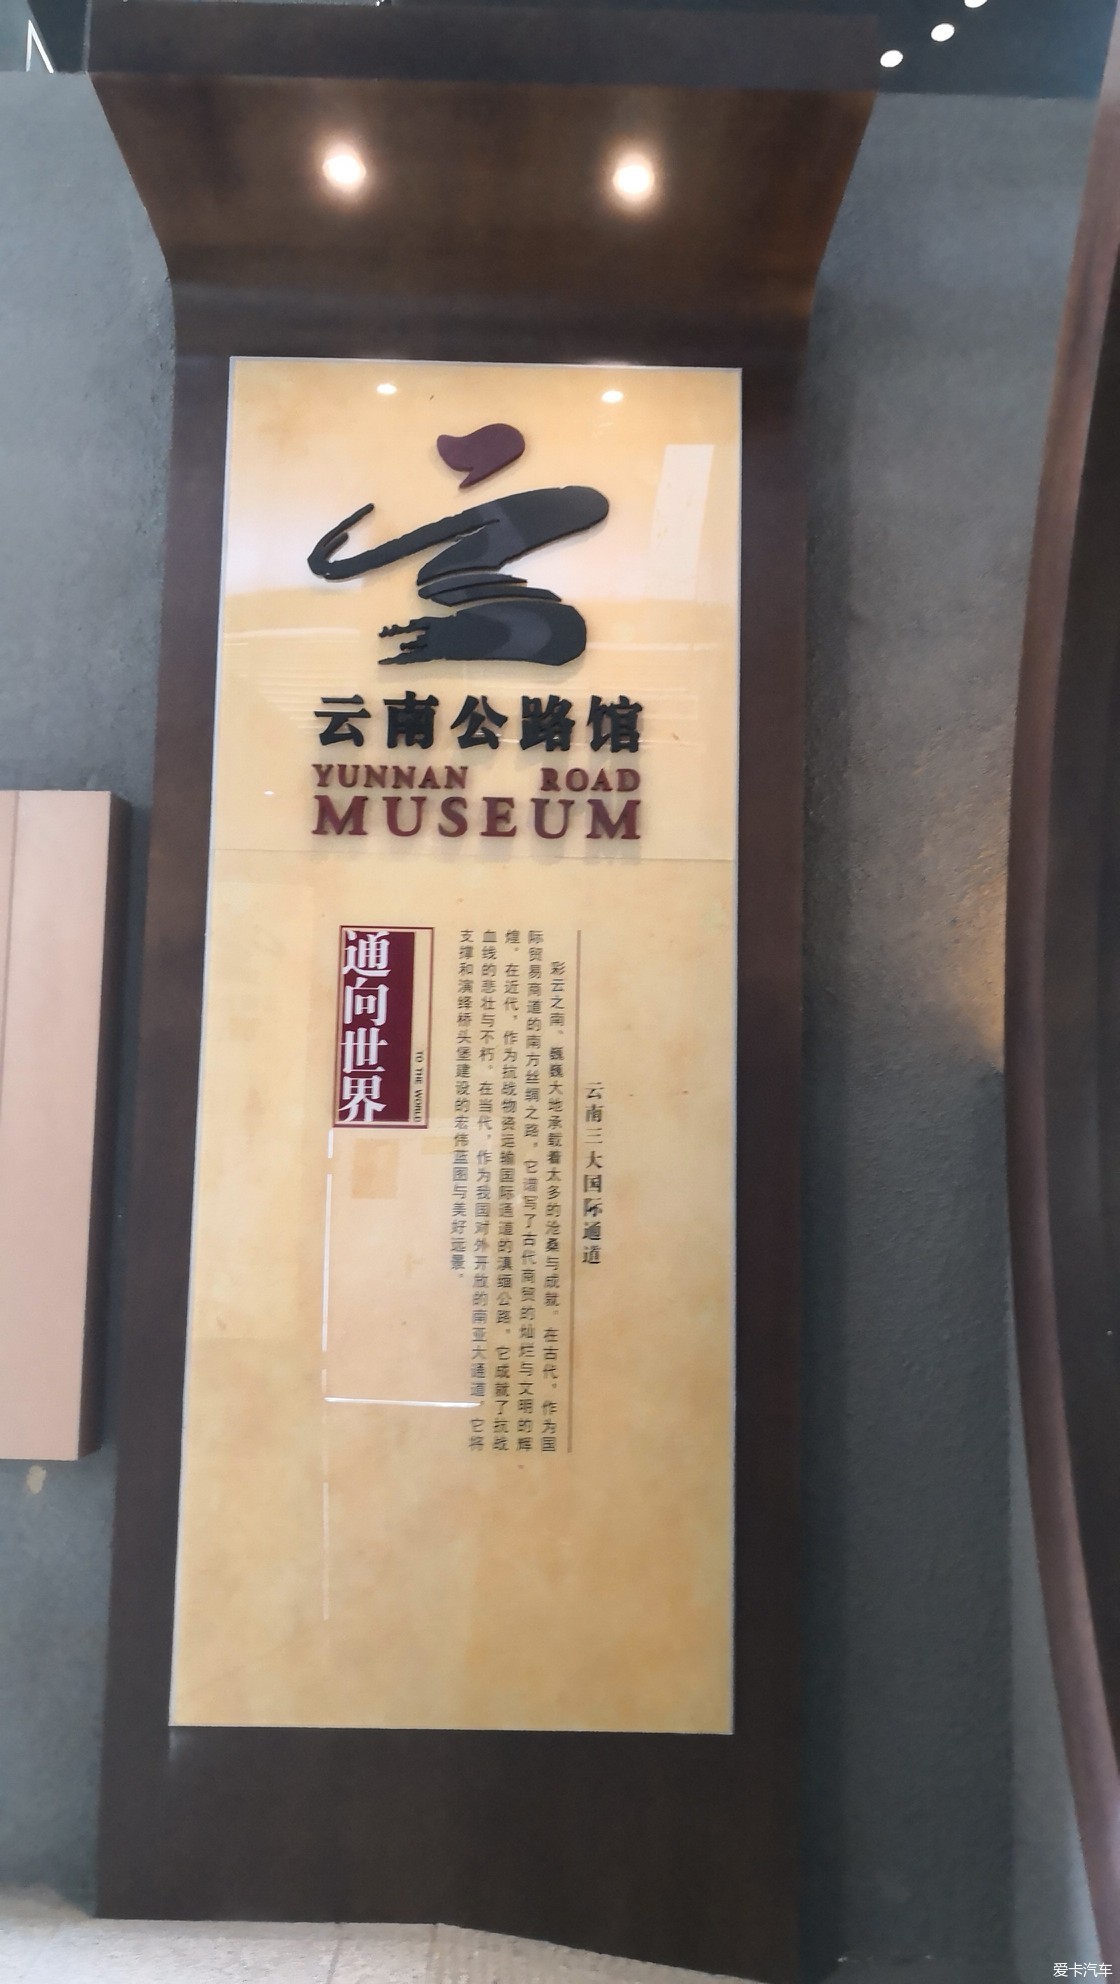 云南公路馆
YUNNAN ROAD
MUSEUM
云南三大国际通道
彩云之南，巍巍大地承载着太多的沧桑与成就。在古代，作为国
际贸易商道的南方丝绸之路，它谱写了古代商贸的灿烂与文明的辉
煌。在近代，作为抗战物资运输国际通道的滇缅公路，它成就了抗战
血线的悲壮与不朽。在当代，作为我国对外开放的南亚大通道，它将
支撑和演绎桥头堡建设的宏伟蓝图与美好远景。
TO THE WORLD
通向世界
爱卡汽车